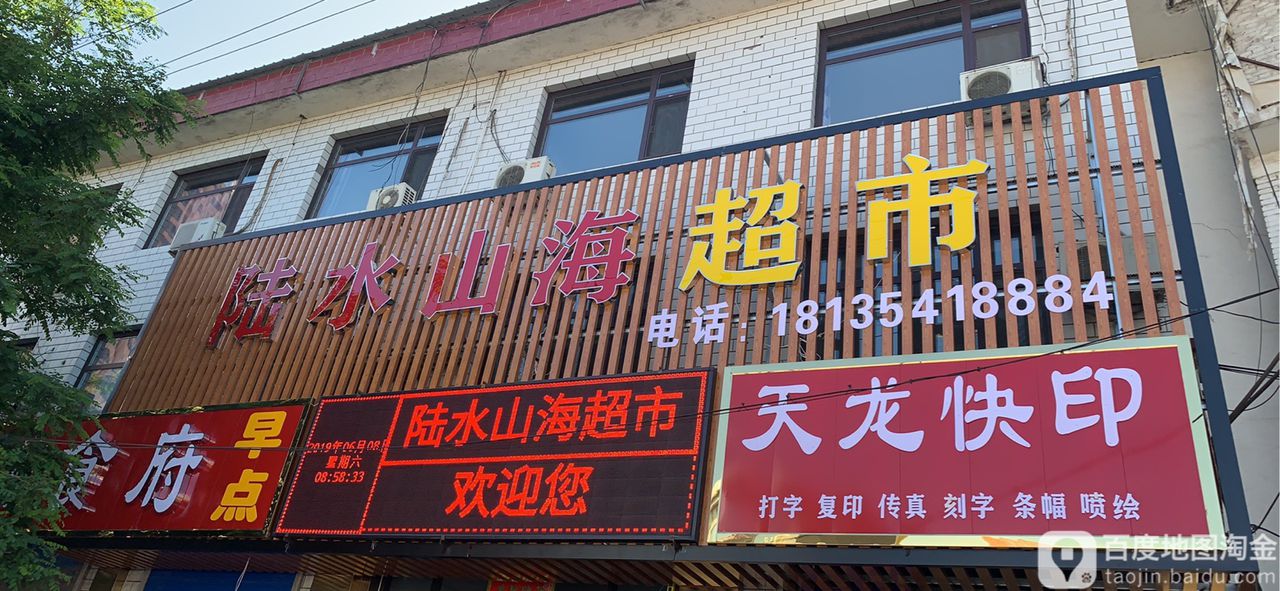 陆水山海超市
电话：18135418884
食府
早点
2019年06月08
星期六
08:58:33
陆水山海超市
欢迎您
天龙快印
打字 复印 传真 刻字 条幅 喷绘
百度地图淘金
taojin.baidu.com